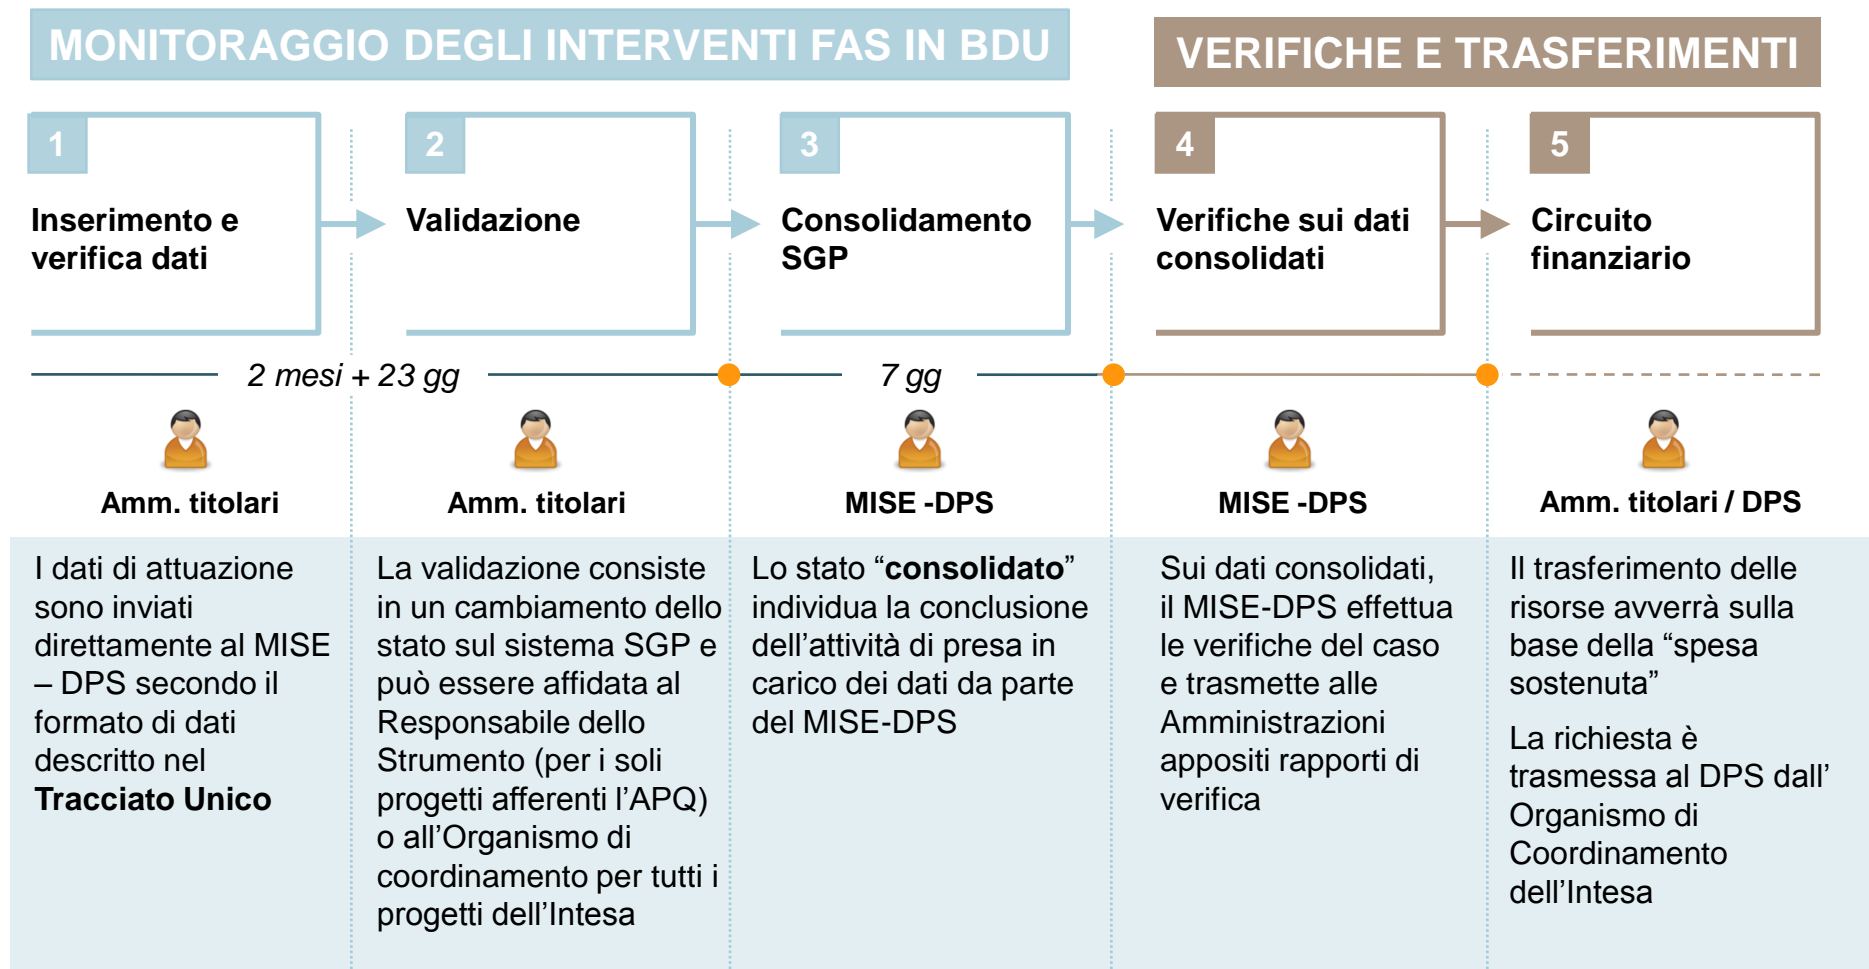 MONITORAGGIO DEGLI INTERVENTI FAS IN BDU
VERIFICHE E TRASFERIMENTI
1
Inserimento e
verifica dati
2
Validazione
3
Consolidamento
SGP
4
Verifiche sui dati
consolidati
5
Circuito
finanziario
2 mesi + 23 gg
7 gg
Amm. titolari
Amm. titolari
MISE -DPS
MISE -DPS
Amm. titolari / DPS
I dati di attuazione
sono inviati
direttamente al MISE
– DPS secondo il
formato di dati
descritto nel
Tracciato Unico
La validazione consiste
in un cambiamento dello
stato sul sistema SGP e
può essere affidata al
Responsabile dello
Strumento (per i soli
progetti afferenti l’APQ)
o all’Organismo di
coordinamento per tutti i
progetti dell’Intesa
Lo stato “consolidato”
individua la conclusione
dell’attività di presa in
carico dei dati da parte
del MISE-DPS
Sui dati consolidati,
il MISE-DPS effettua
le verifiche del caso
e trasmette alle
Amministrazioni
appositi rapporti di
verifica
Il trasferimento delle
risorse avverrà sulla
base della “spesa
sostenuta”
La richiesta è
trasmessa al DPS dall’
Organismo di
Coordinamento
dell’Intesa